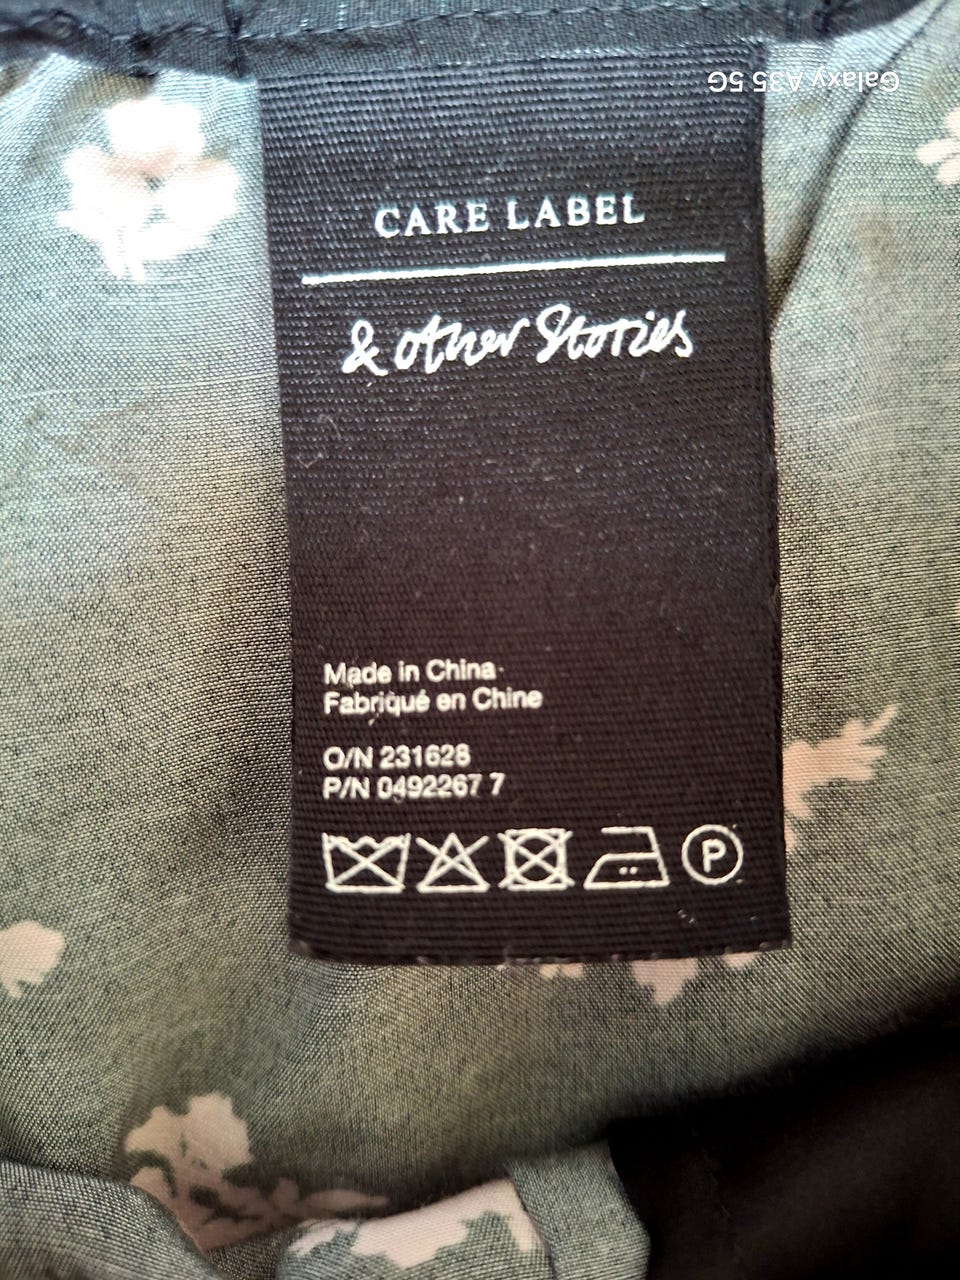 Galaxy A35 5G
CARE LABEL
& other Stories
Made in China
Fabriqué en Chine
O/N 231628
P/N 0492267 7
P